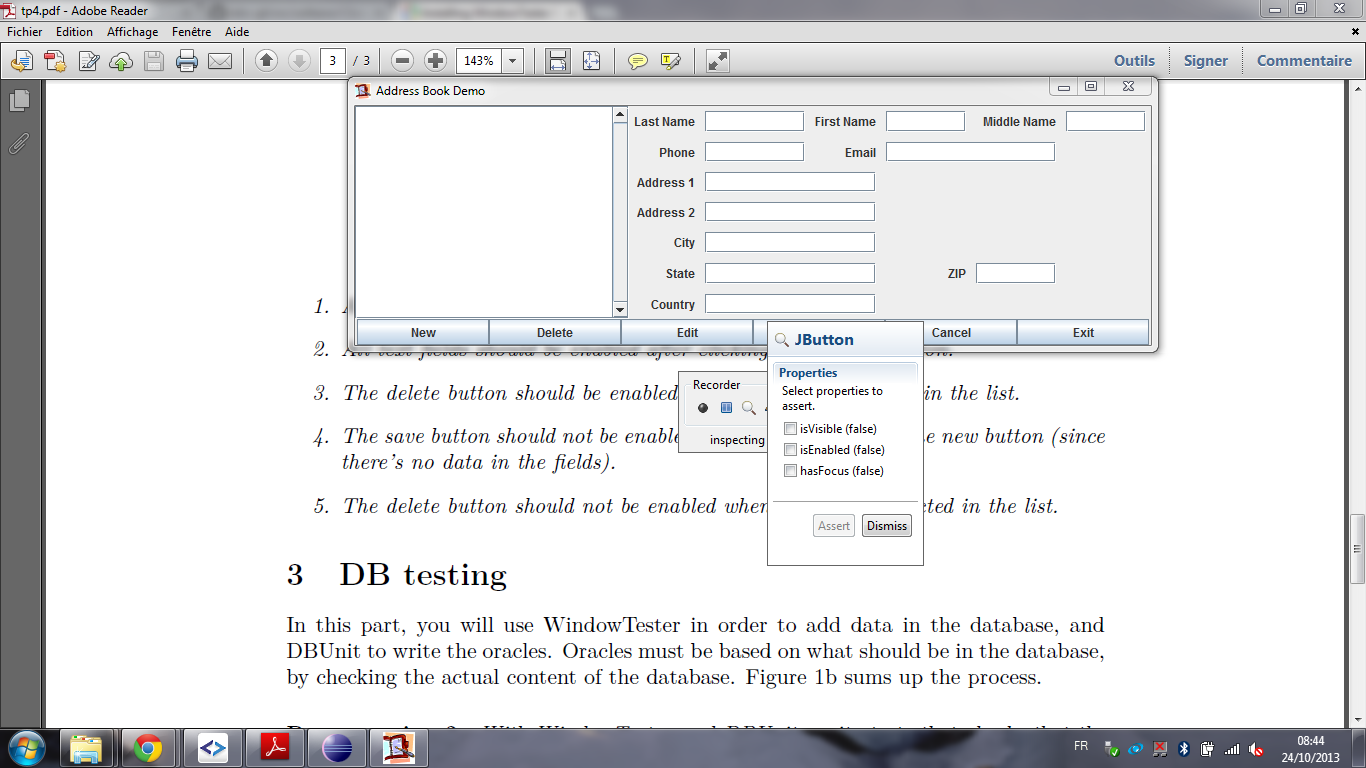 tp4.pdf - Adobe Reader
Fichier Edition Affichage Fenêtre Aide
3 / 3 143% Outils Signer Commentaire
Address Book Demo
Last Name First Name Middle Name
Phone Email
Address 1
Address 2
City
State ZIP
Country
New Delete Edit Cancel Exit
JButton
Properties
Select properties to
assert.
isVisible (false)
isEnabled (false)
hasFocus (false)
Assert Dismiss
Recorder
inspecting
1.
2. All text fields should be enabled after clicking
3. The delete button should be enabled in the list.
4. The save button should not be enable new button (since
there's no data in the fields).
5. The delete button should not be enabled when in the list.
3 DB testing
In this part, you will use WindowTester in order to add data in the database, and
DBUnit to write the oracles. Oracles must be based on what should be in the database,
by checking the actual content of the database. Figure 1b sums up the process.
FR 08:44
24/10/2013